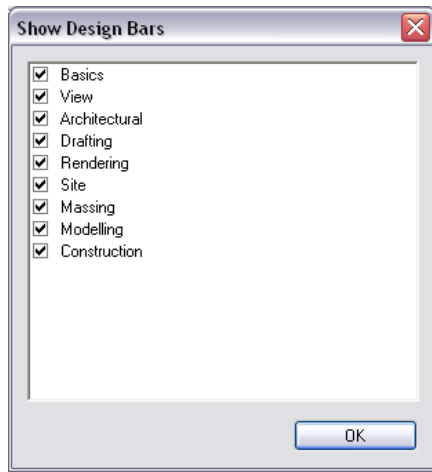 Show Design Bars
Basics
View
Architectural
Drafting
Rendering
Site
Massing
Modelling
Construction
OK